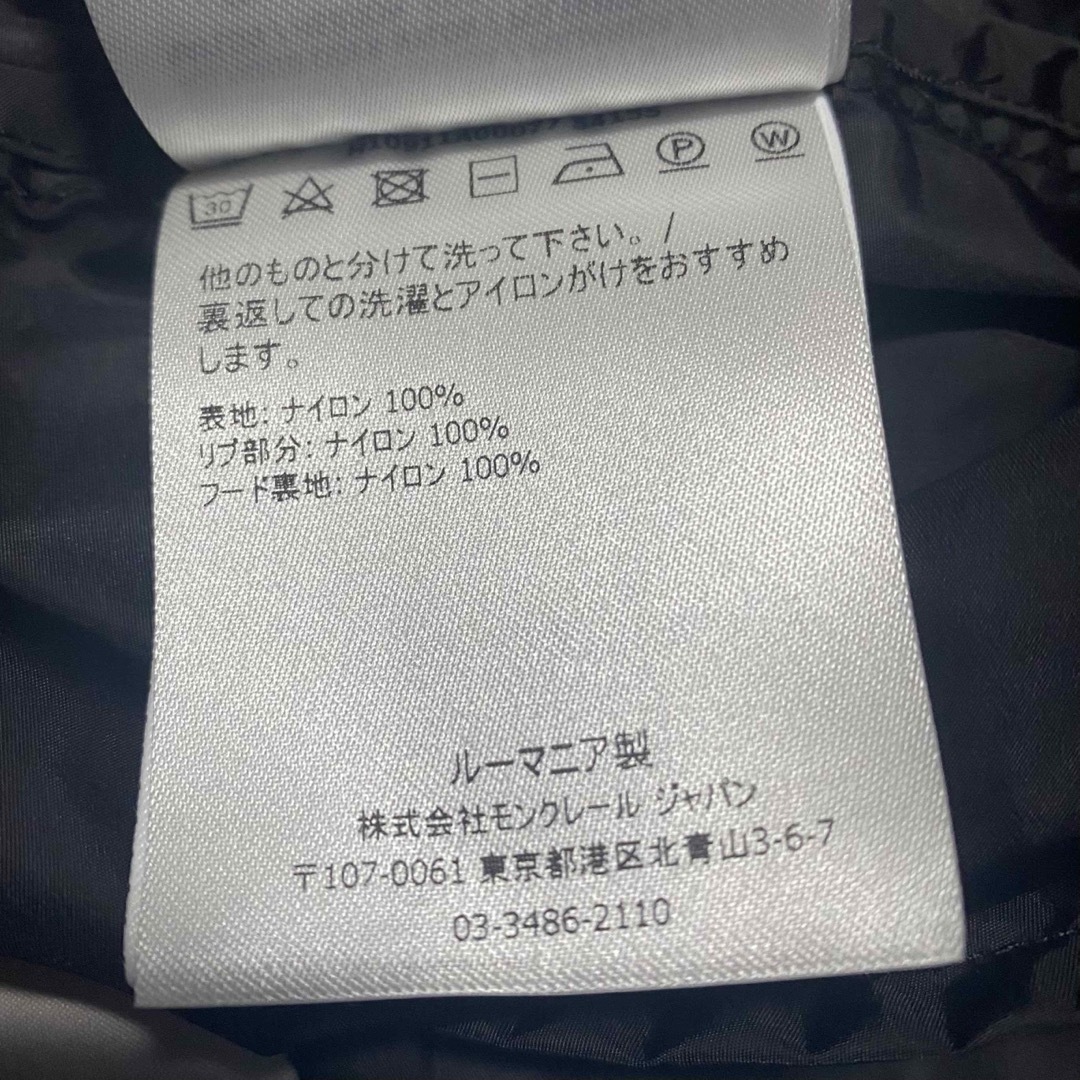 30 P W
他のものと分けて洗って下さい。/
裏返しての洗濯とアイロンがけをおすすめ
します。
表地: ナイロン 100%
リブ部分: ナイロン 100%
フード裏地: ナイロン 100%
ルーマニア製
株式会社モンクレール ジャパン
〒107-0061 東京都港区北青山3-6-7
03-3486-2110